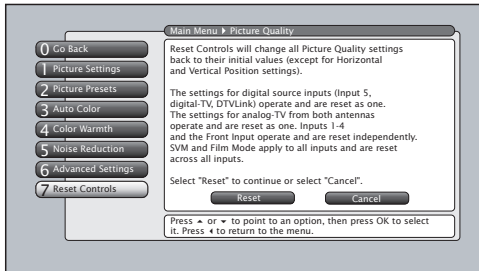 Main Menu ▶ Picture Quality
0 Go Back
1 Picture Settings
2 Picture Presets
3 Auto Color
4 Color Warmth
5 Noise Reduction
6 Advanced Settings
7 Reset Controls
Reset Controls will change all Picture Quality settings
back to their initial values (except for Horizontal
and Vertical Position settings).
The settings for digital source inputs (Input 5,
digital-TV, DTVLink) operate and are reset as one.
The settings for analog-TV from both antennas
operate and are reset as one. Inputs 1-4
and the Front Input operate and are reset independently.
SVM and Film Mode apply to all inputs and are reset
across all inputs.
Select "Reset" to continue or select "Cancel".
Reset Cancel
Press ▲ or ▼ to point to an option, then press OK to select
it. Press ◀ to return to the menu.